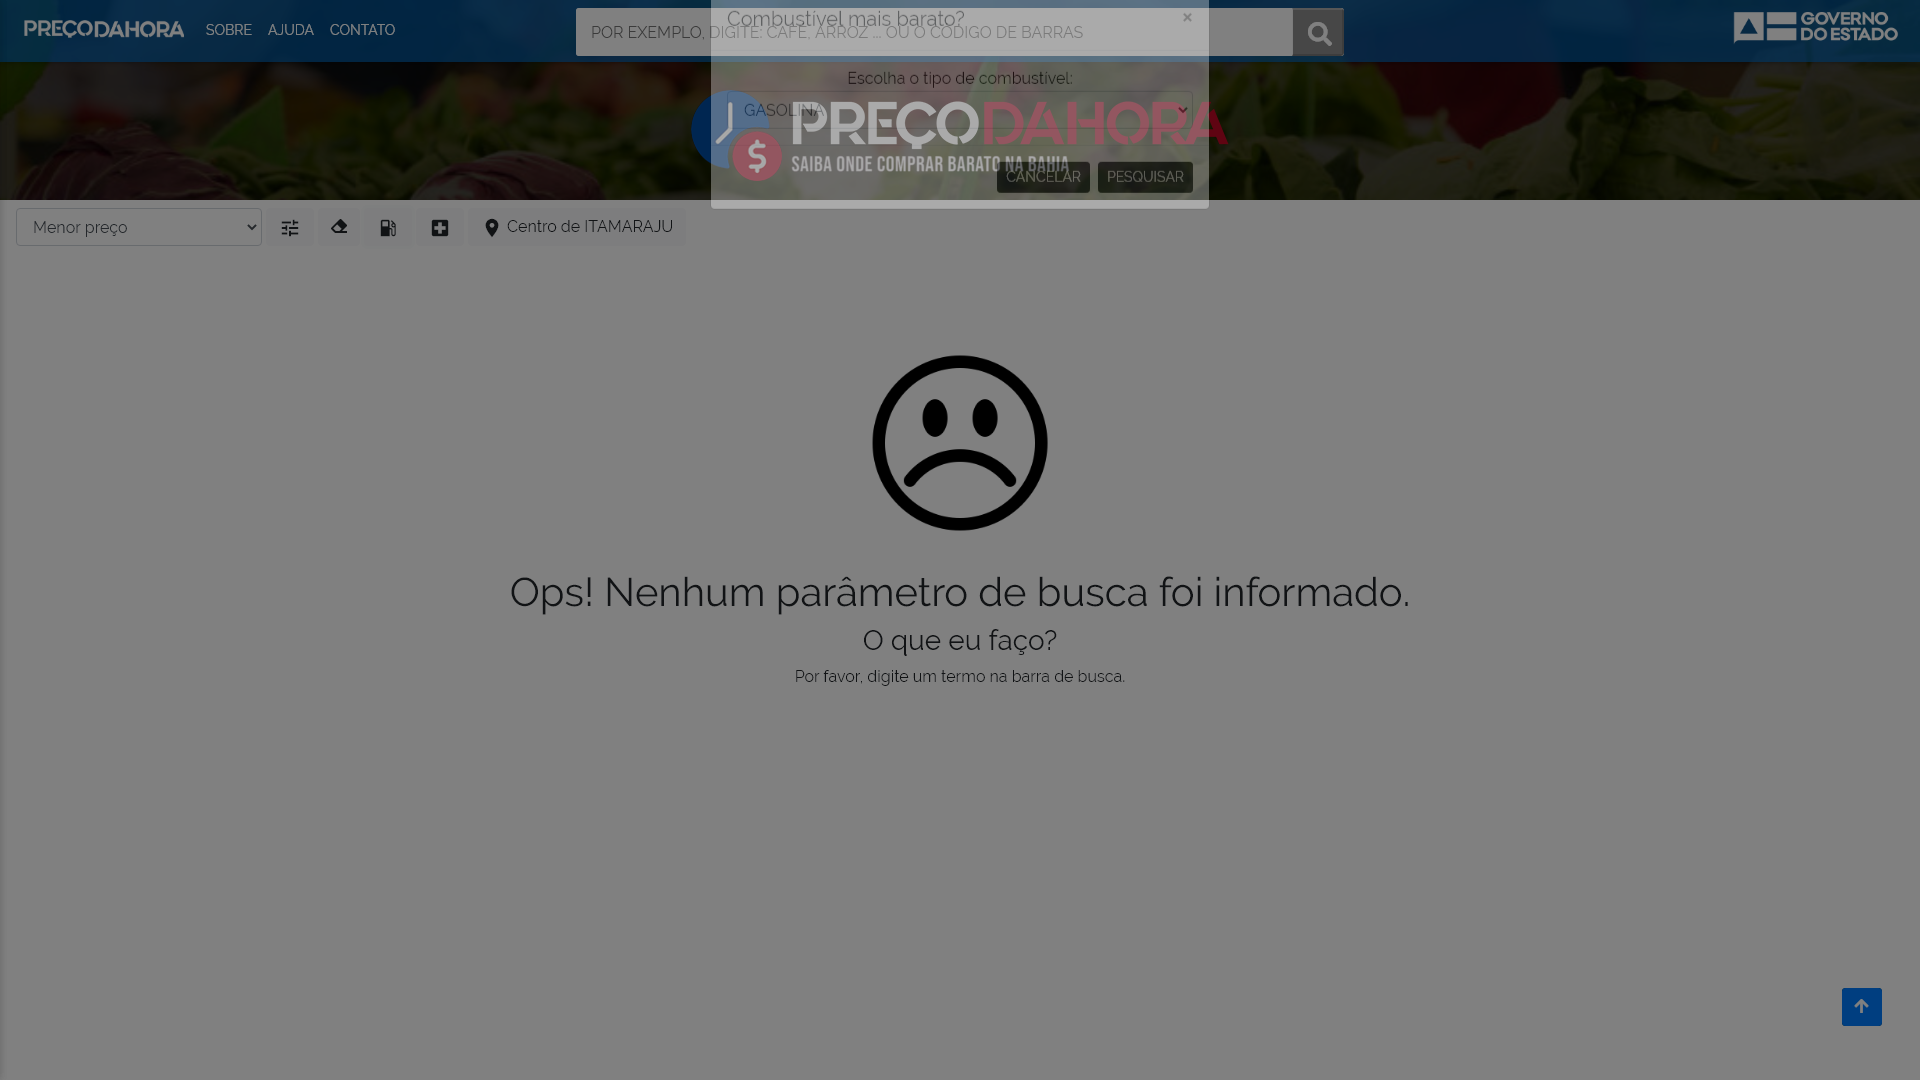 PREÇODAHORA
SOBRE AJUDA CONTATO
Combustível mais barato?
×
POR EXEMPLO, DIGITE: CAFÉ, ARROZ ... OU O CÓDIGO DE BARRAS
GOVERNO
DO ESTADO
Escolha o tipo de combustível:
GASOLINA
PREÇODAHORA
$
SAIBA ONDE COMPRAR BARATO NA BAHIA
CANCELAR PESQUISAR
Menor preço
Centro de ITAMARAJU
Ops! Nenhum parâmetro de busca foi informado.
O que eu faço?
Por favor, digite um termo na barra de busca.